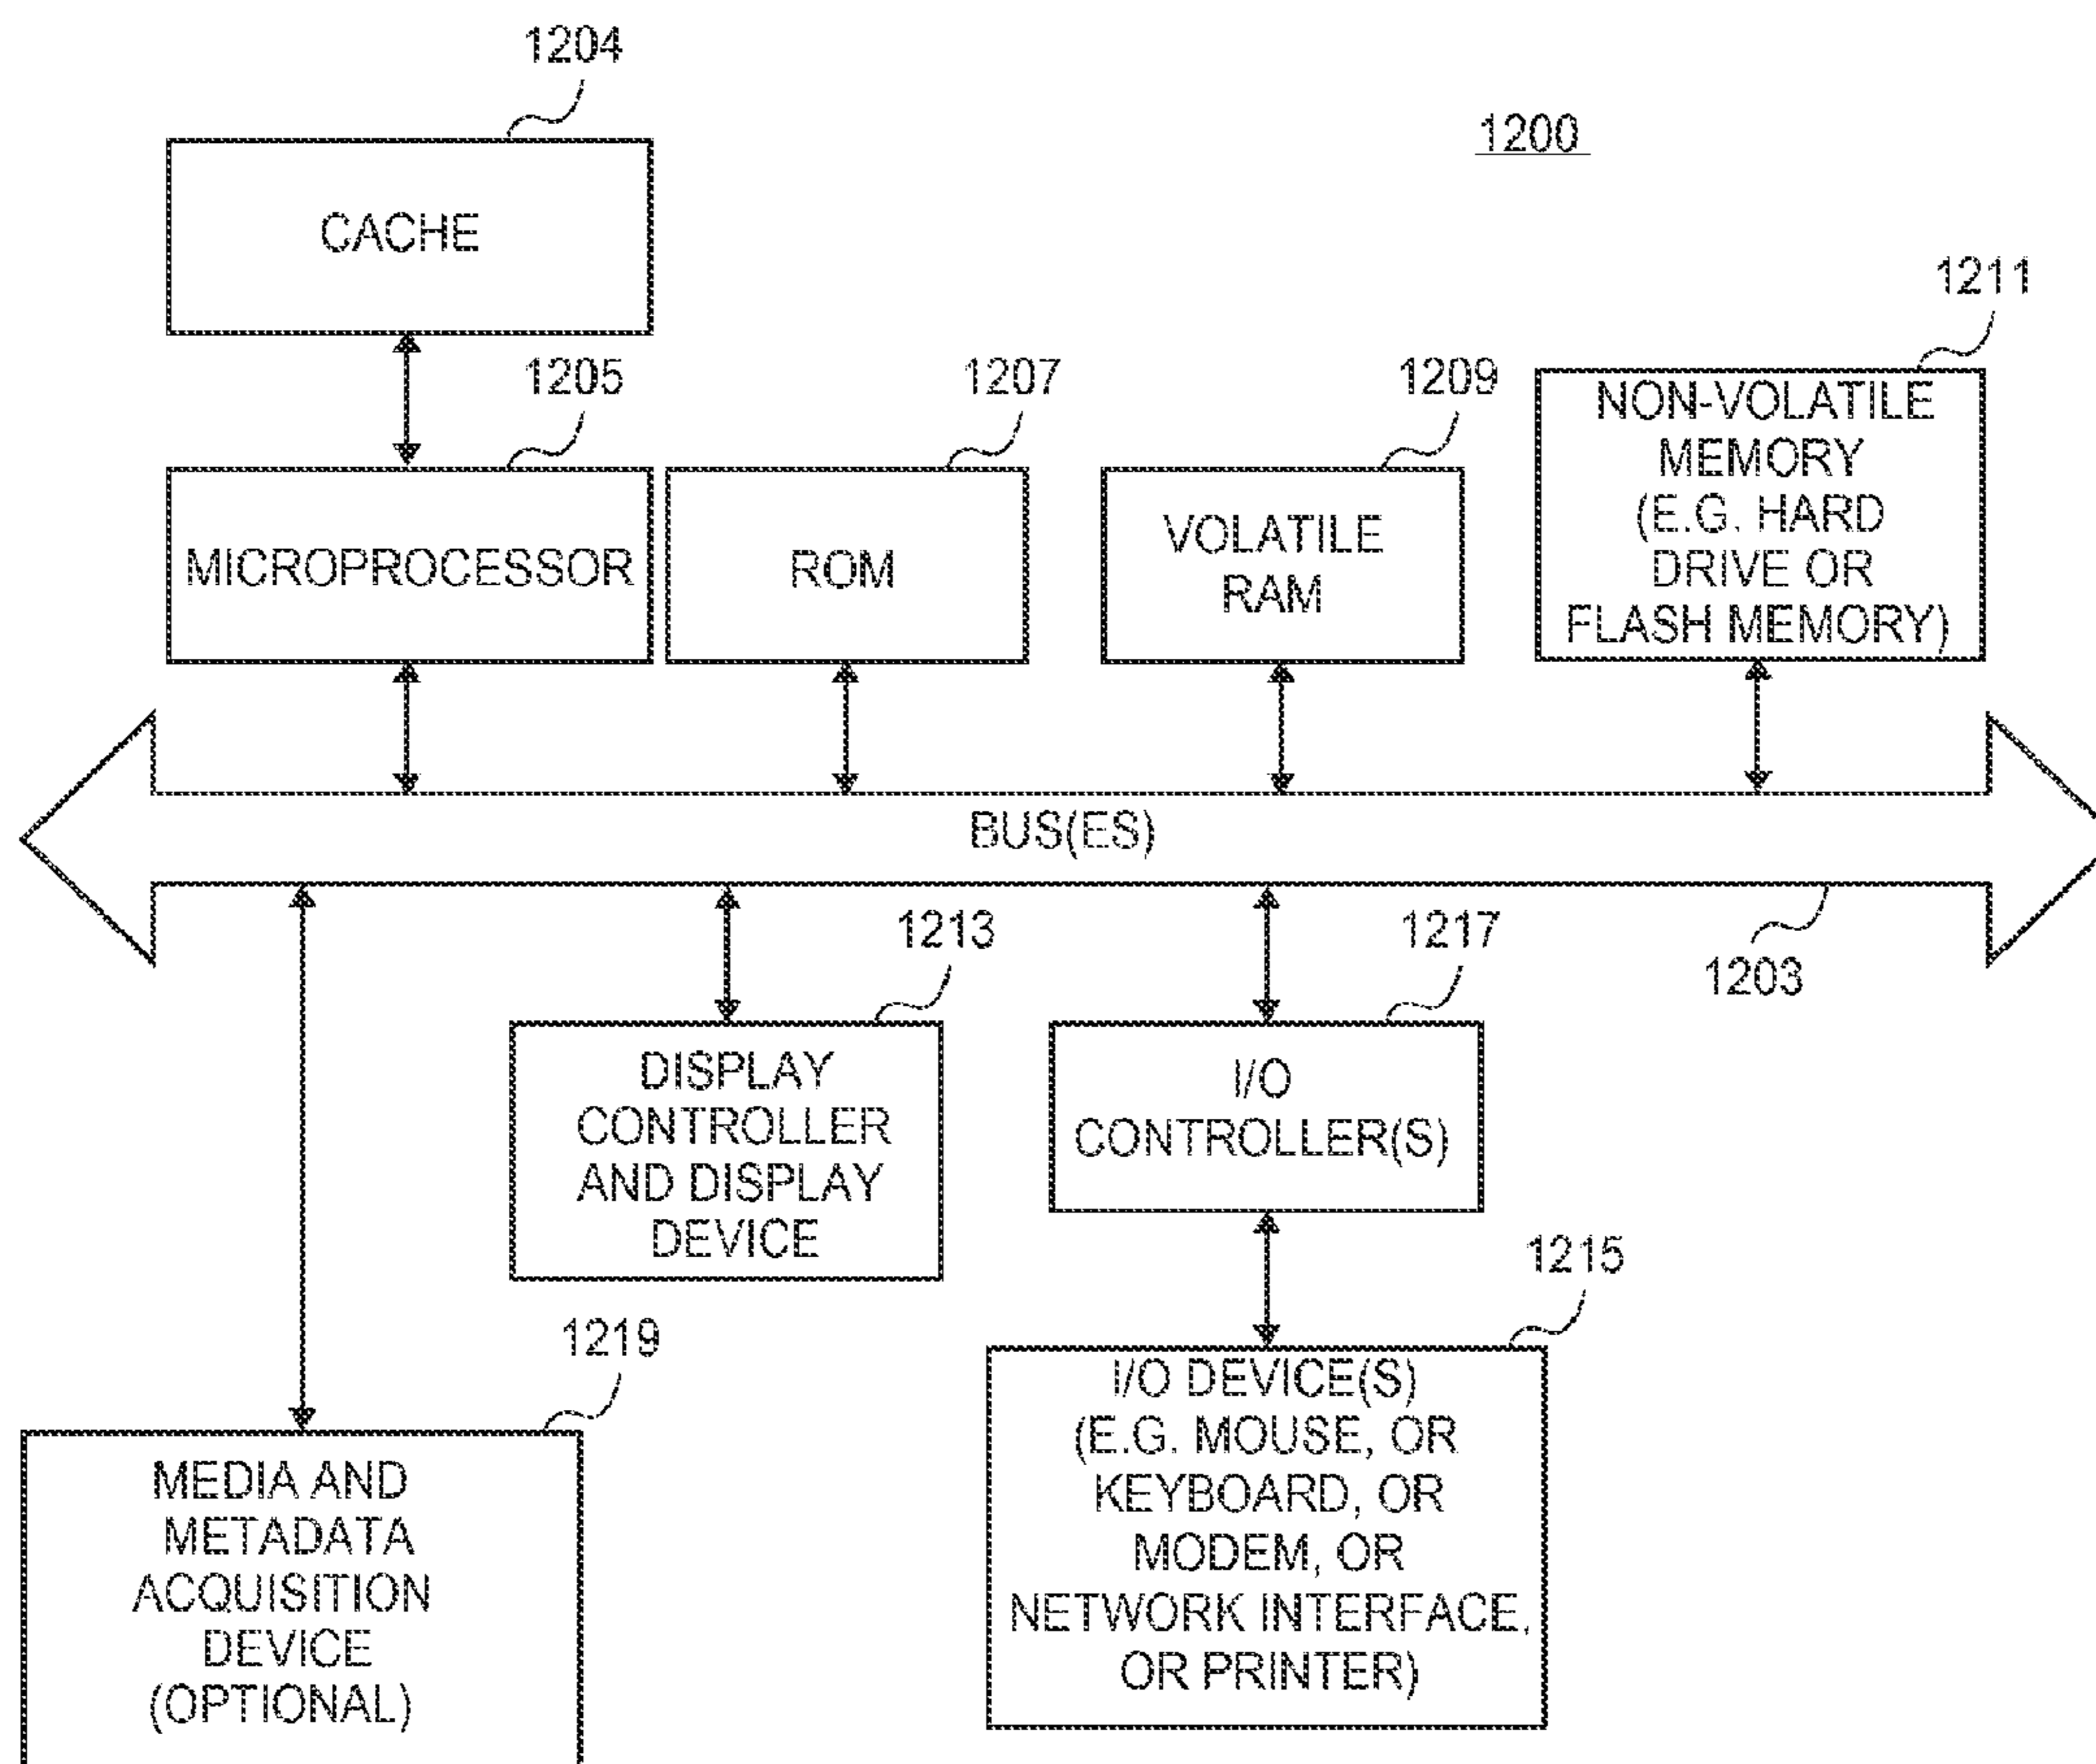 1204
1200
CACHE
1211
1205
1207
1209
NON-VOLATILE
MEMORY
(E.G. HARD
DRIVE OR
FLASH MEMORY)
MICROPROCESSOR
ROM
VOLATILE
RAM
BUS(ES)
1213
1217
1203
DISPLAY
CONTROLLER
AND DISPLAY
DEVICE
I/O
CONTROLLER(S)
1219
1215
MEDIA AND
METADATA
ACQUISITION
DEVICE
(OPTIONAL)
I/O DEVICE(S)
(E.G. MOUSE, OR
KEYBOARD, OR
MODEM, OR
NETWORK INTERFACE,
OR PRINTER)